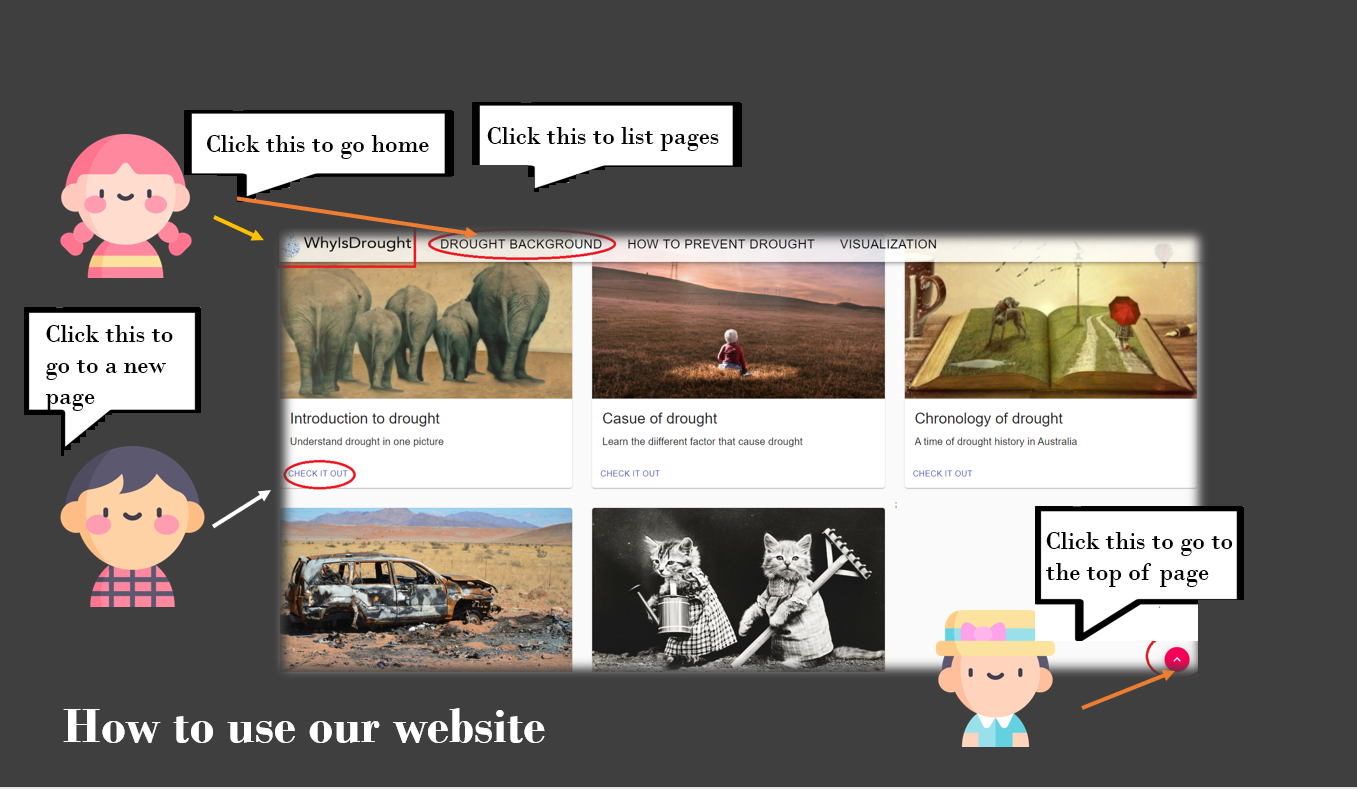 Click this to go home
Click this to list pages
WhyIsDrought
DROUGHT BACKGROUND
HOW TO PREVENT DROUGHT
VISUALIZATION
Click this to
go to a new
page
Introduction to drought
Understand drought in one picture
CHECK IT OUT
Casue of drought
Learn the diifferent factor that cause drought
CHECK IT OUT
Chronology of drought
A time of drought history in Australia
CHECK IT OUT
Click this to go to
the top of page
How to use our website